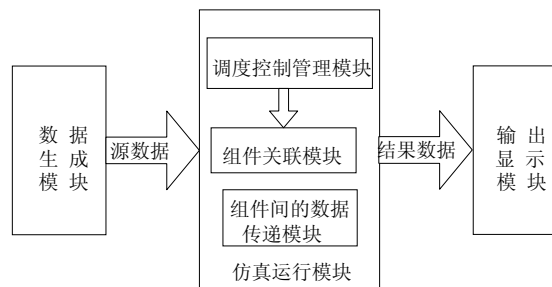 数 据
生 成
模 块
源数据
调度控制管理模块
组件关联模块
组件间的数据
传递模块
仿真运行模块
结果数据
输 出
显 示
模 块